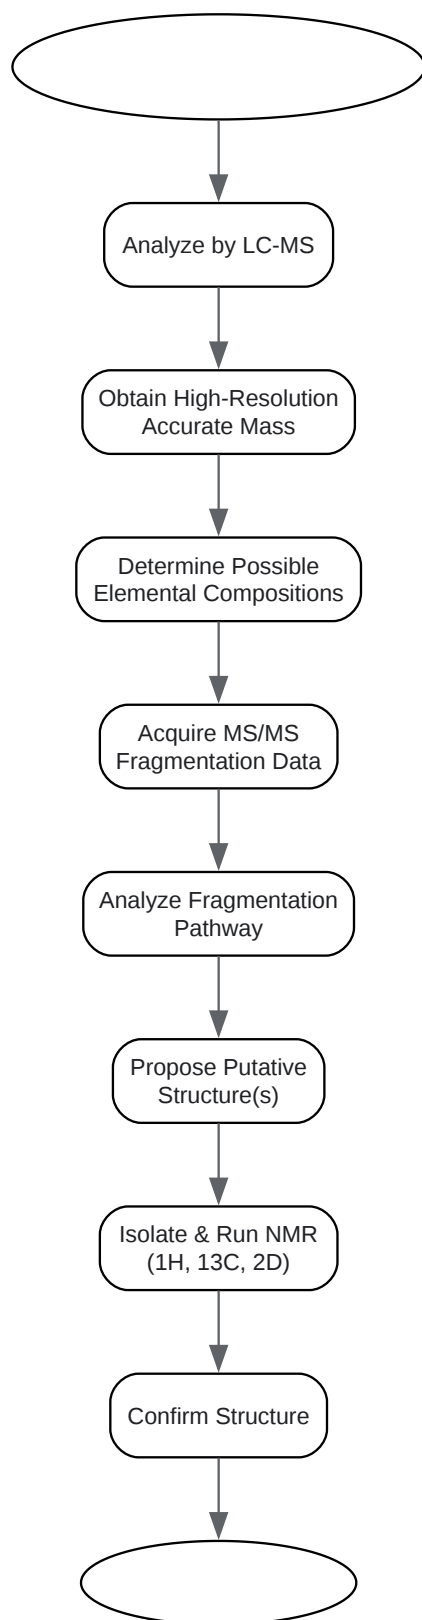 Analyze by LC-MS
Obtain High-Resolution
Accurate Mass
Determine Possible
Elemental Compositions
Acquire MS/MS
Fragmentation Data
Analyze Fragmentation
Pathway
Propose Putative
Structure(s)
Isolate & Run NMR
(1H, 13C, 2D)
Confirm Structure